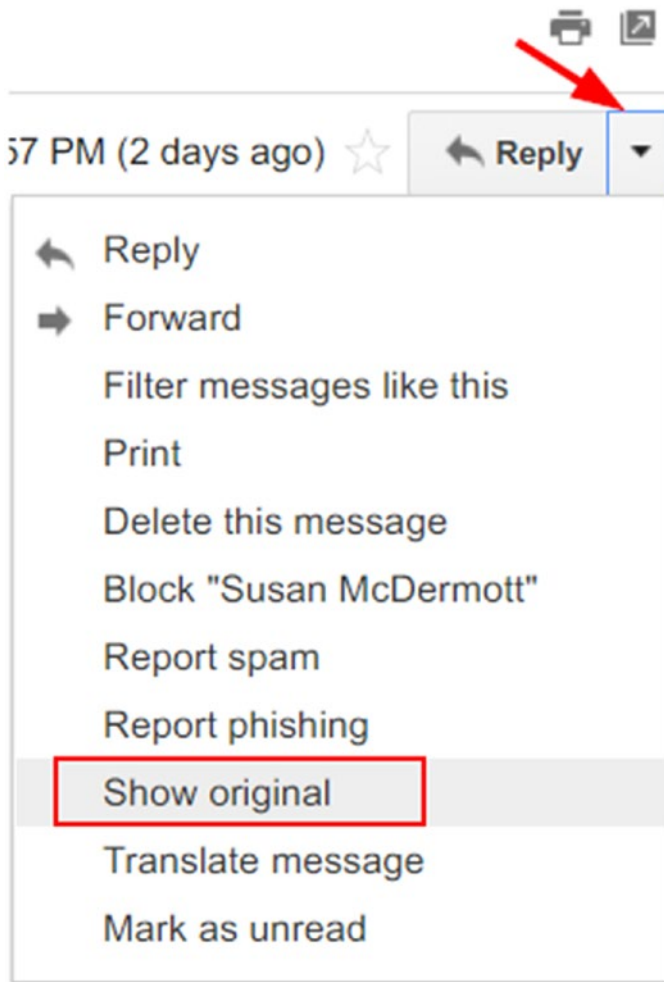 57 PM (2 days ago) Reply
Reply
Forward
Filter messages like this
Print
Delete this message
Block "Susan McDermott"
Report spam
Report phishing
Show original
Translate message
Mark as unread